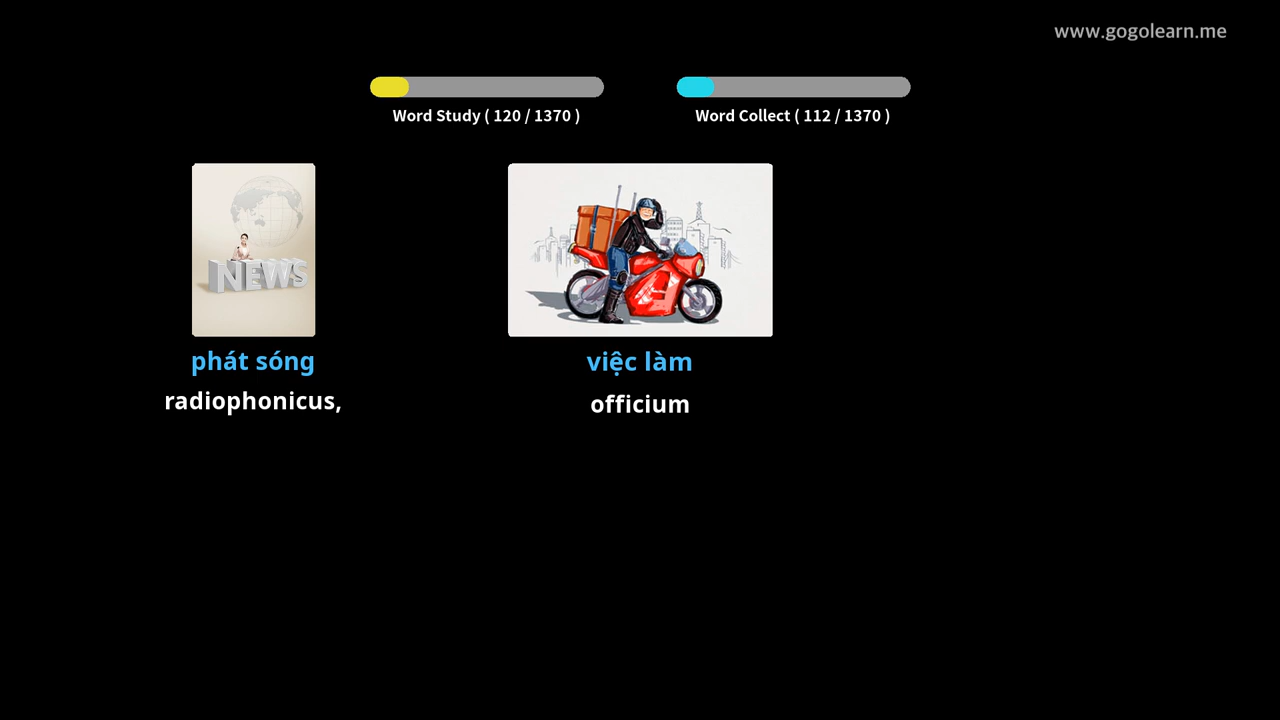 www.gogolearn.me
Word Study ( 120 / 1370 )
Word Collect ( 112 / 1370 )
NEWS
phát sóng
việc làm
radiophonicus,
officium